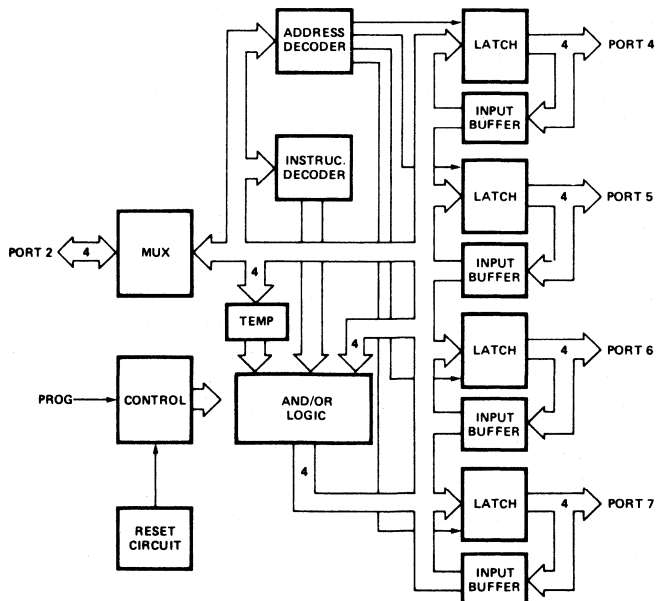 ADDRESS
DECODER
LATCH
4
PORT 4
INPUT
BUFFER
INSTRUC.
DECODER
LATCH
4
PORT 5
INPUT
BUFFER
PORT 2
4
MUX
4
TEMP
4
LATCH
4
PORT 6
INPUT
BUFFER
PROG
CONTROL
AND/OR
LOGIC
4
LATCH
4
PORT 7
INPUT
BUFFER
RESET
CIRCUIT